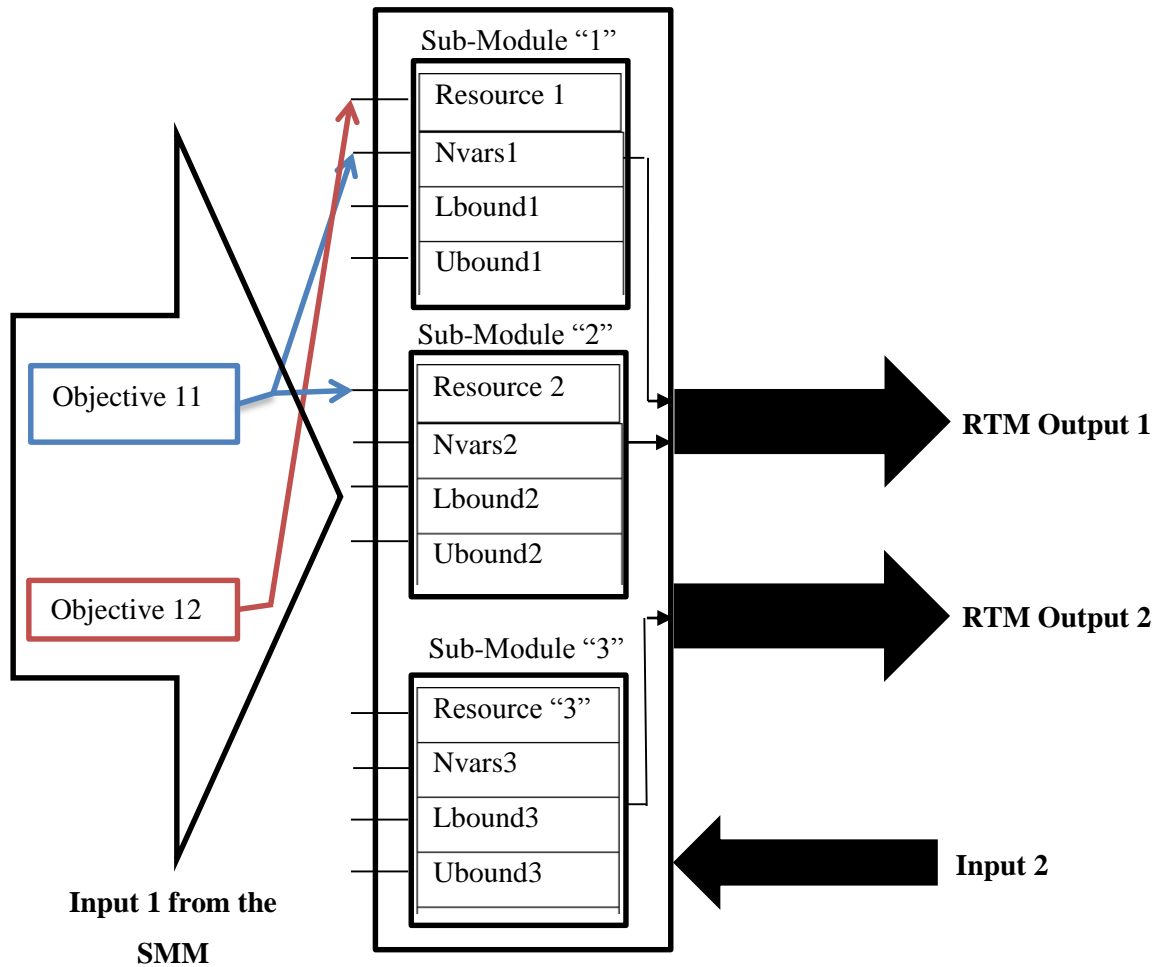 Sub-Module “1”
Resource 1
Nvars1
Lbound1
Ubound1
Sub-Module “2”
Objective 11
Resource 2
Nvars2
Lbound2
Ubound2
RTM Output 1
Objective 12
RTM Output 2
Sub-Module “3”
Resource “3”
Nvars3
Lbound3
Ubound3
Input 2
Input 1 from the
SMM